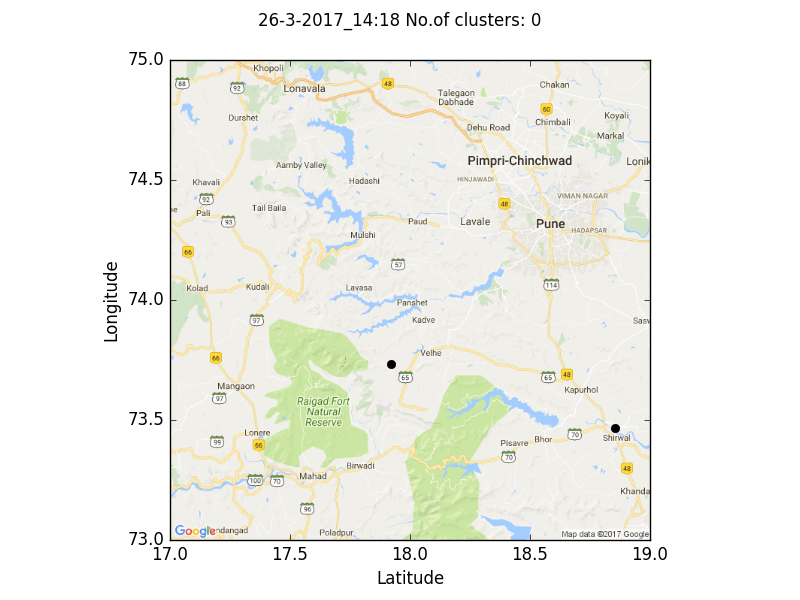 26-3-2017_14:18 No.of clusters: 0
75.0
74.5
74.0
73.5
73.0
17.0
17.5
18.0
18.5
19.0
Longitude
Latitude
Khopoli
88
92
Lonavala
48
Talegaon
Dabhade
Chakan
60
Durshet
Dehu Road
Chimbali
Koyali
Markal
Pimpri-Chinchwad
Lonik
Aamby Valley
Khavali
Hadashi
HINJAWADI
92
Pali
93
Tail Baila
48
VIMAN NAGAR
Paud
Lavale
Pune
HADAPSAR
Mulshi
66
57
Kolad
Kudali
Lavasa
Panshet
114
97
Kadve
Sasv
66
Velhe
65
65
48
Mangaon
Kapurhol
97
Raigad Fort
Natural
Reserve
Lonere
99
66
Pisavre
Bhor
70
Shirwal
Birwadi
70
48
Mahad
100
70
Khanda
96
Google
ndangad
Poladpur
Map data ©2017 Google